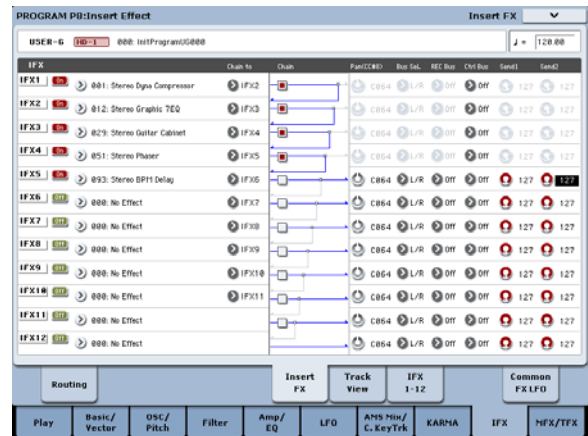 PROGRAM P8:Insert Effect Insert FX
USER-G HD-1 000: InitProgramUG000 ♩= 120.00
IFX Chain to Chain Pan(CC#8) Bus Sel. REC Bus Ctrl Bus Send1 Send2
IFX1 On 001: Stereo Dyna Compressor IFX2 C064 L/R Off Off 127 127
IFX2 On 012: Stereo Graphic 7EQ IFX3 C064 L/R Off Off 127 127
IFX3 On 029: Stereo Guitar Cabinet IFX4 C064 L/R Off Off 127 127
IFX4 On 051: Stereo Phaser IFX5 C064 L/R Off Off 127 127
IFX5 On 093: Stereo BPM Delay IFX6 C064 L/R Off Off 127 127
IFX6 Off 000: No Effect IFX7 C064 L/R Off Off 127 127
IFX7 Off 000: No Effect IFX8 C064 L/R Off Off 127 127
IFX8 Off 000: No Effect IFX9 C064 L/R Off Off 127 127
IFX9 Off 000: No Effect IFX10 C064 L/R Off Off 127 127
IFX10 Off 000: No Effect IFX11 C064 L/R Off Off 127 127
IFX11 Off 000: No Effect C064 L/R Off Off 127 127
IFX12 Off 000: No Effect C064 L/R Off Off 127 127
Routing
Insert FX
Track View
IFX 1-12
Common FX LFO
Play
Basic/ Vector
OSC/ Pitch
Filter
Amp/ EQ
LFO
AMS Mix/ C.KeyTrk
KARMA
IFX
MFX/TFX